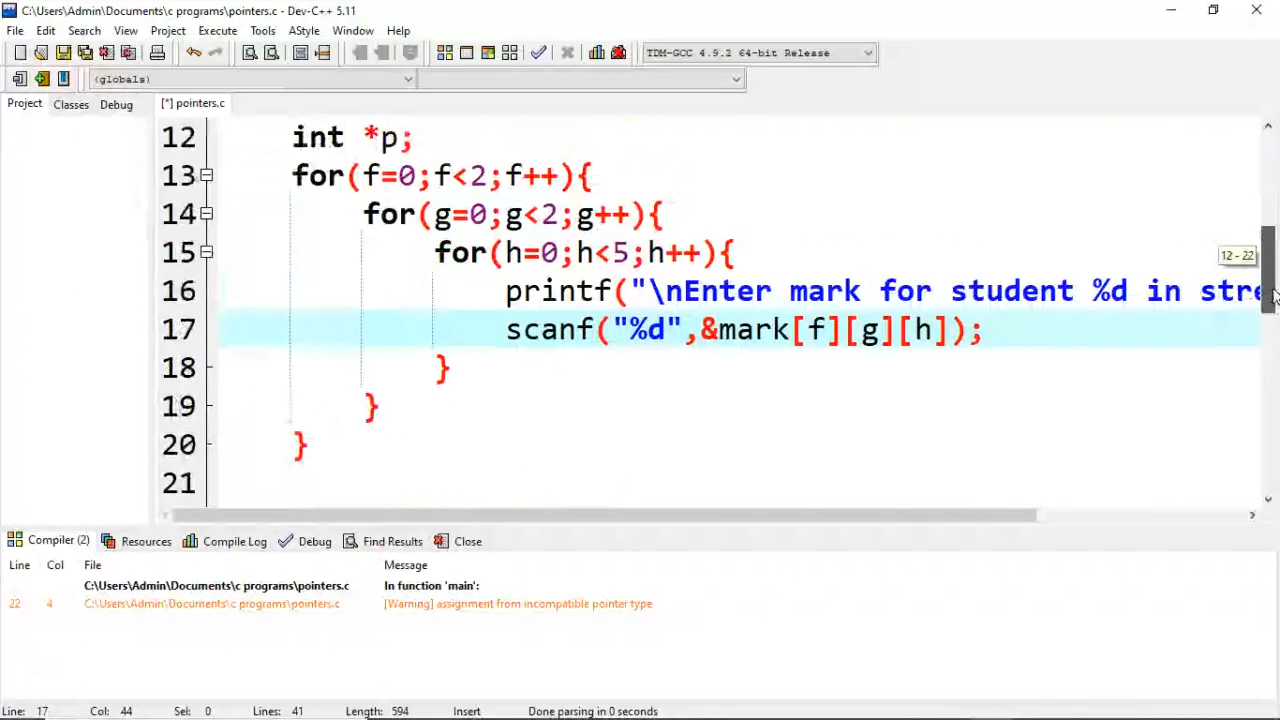 C:\Users\Admin\Documents\c programs\pointers.c - Dev-C++ 5.11
File Edit Search View Project Execute Tools AStyle Window Help
TDM-GCC 4.9.2 64-bit Release
(globals)
Project Classes Debug [*] pointers.c
12 int *p;
13 for(f=0;f<2;f++){
14 for(g=0;g<2;g++){
15 for(h=0;h<5;h++){
12 - 22
16 printf("\nEnter mark for student %d in stre
17 scanf("%d",&mark[f][g][h]);
18 }
19 }
20 }
21
Compiler (2) Resources Compile Log Debug Find Results Close
Line Col File Message
C:\Users\Admin\Documents\c programs\pointers.c In function 'main':
22 4 C:\Users\Admin\Documents\c programs\pointers.c [Warning] assignment from incompatible pointer type
Line: 17 Col: 44 Sel: 0 Lines: 41 Length: 594 Insert Done parsing in 0 seconds